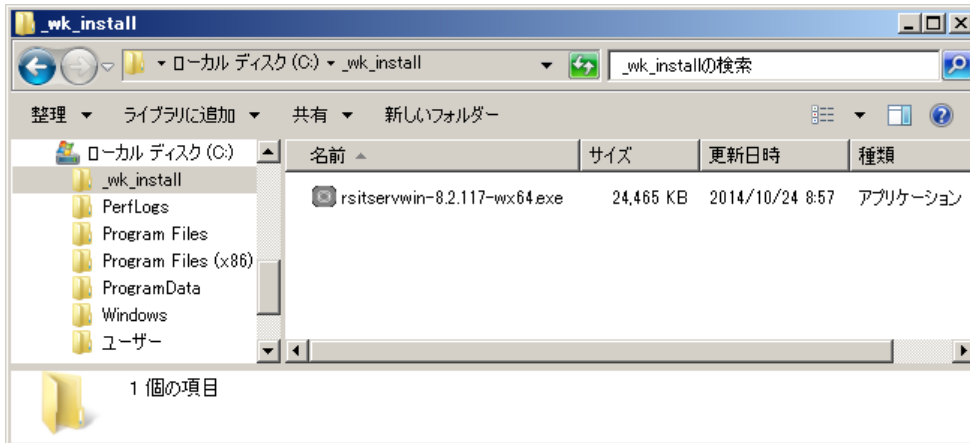 _wk_install
ローカル ディスク (C:) ▾ _wk_install
_wk_installの検索
整理 ▼ ライブラリに追加 ▼ 共有 ▼ 新しいフォルダー
ローカル ディスク (C:)
_wk_install
PerfLogs
Program Files
Program Files (x86)
ProgramData
Windows
ユーザー
名前 サイズ 更新日時 種類
rsitservwin-8.2.117-wx64.exe 24,465 KB 2014/10/24 8:57 アプリケーション
1 個の項目